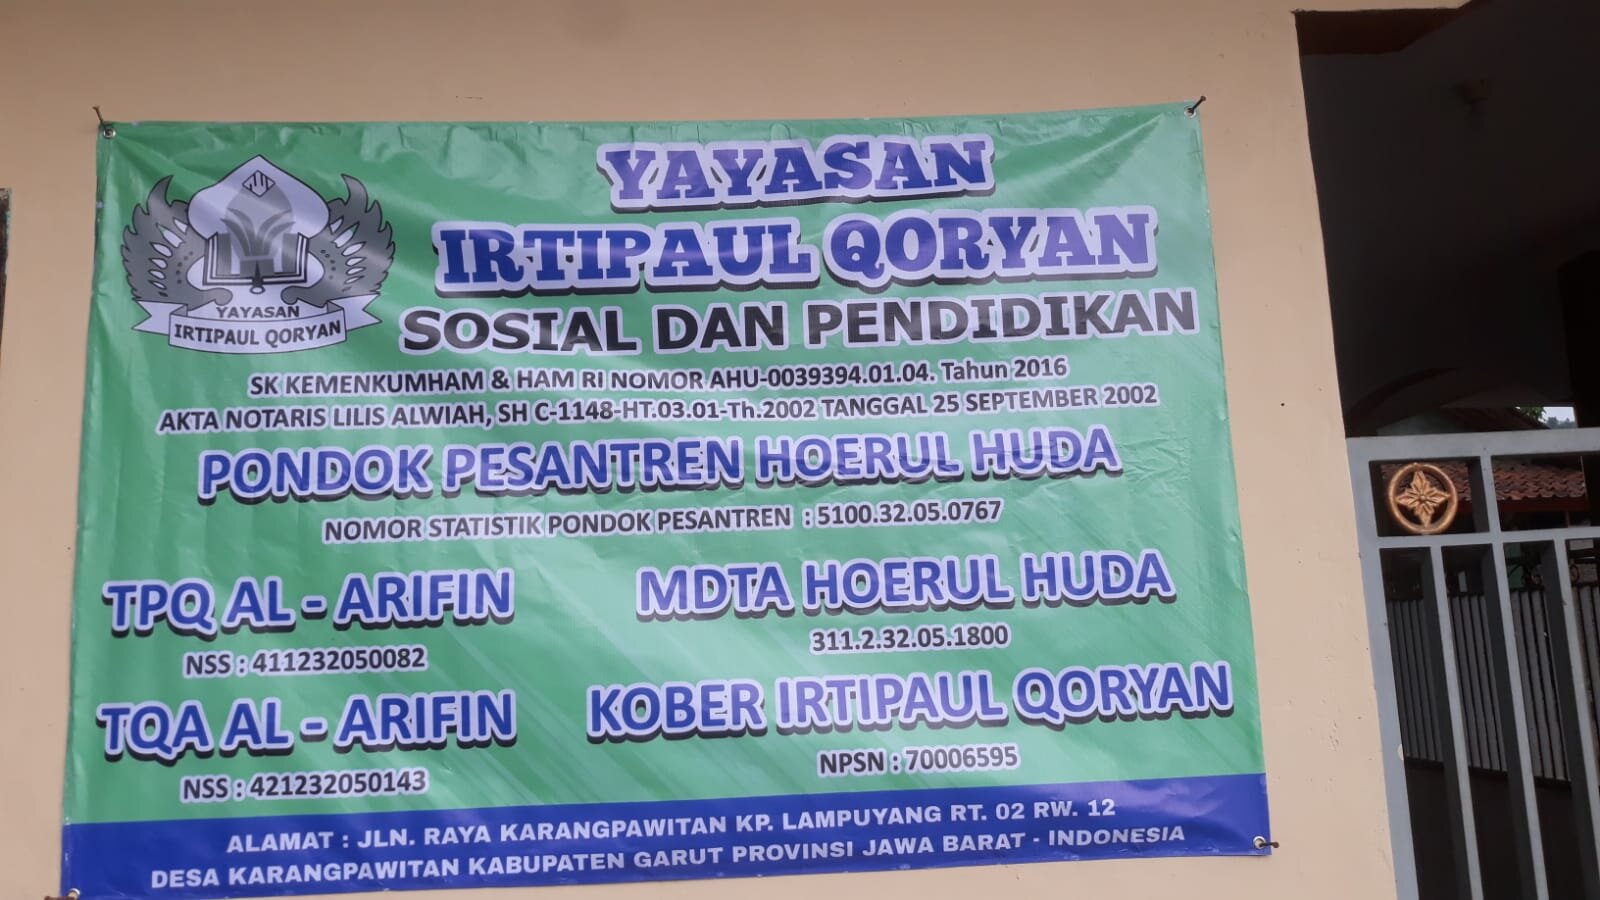 YAYASAN
IRTIPAUL QORYAN
SOSIAL DAN PENDIDIKAN
YAYASAN
IRTIPAUL QORYAN
SK KEMENKUMHAM & HAM RI NOMOR AHU-0039394.01.04. Tahun 2016
AKTA NOTARIS LILIS ALWIAH, SH C-1148-HT.03.01-Th.2002 TANGGAL 25 SEPTEMBER 2002
PONDOK PESANTREN HOERUL HUDA
NOMOR STATISTIK PONDOK PESANTREN : 5100.32.05.0767
TPQ AL - ARIFIN
NSS : 411232050082
MDTA HOERUL HUDA
311.2.32.05.1800
TQA AL - ARIFIN
NSS : 421232050143
KOBER IRTIPAUL QORYAN
NPSN : 70006595
ALAMAT : JLN. RAYA KARANGPAWITAN KP. LAMPUYANG RT. 02 RW. 12
DESA KARANGPAWITAN KABUPATEN GARUT PROVINSI JAWA BARAT - INDONESIA